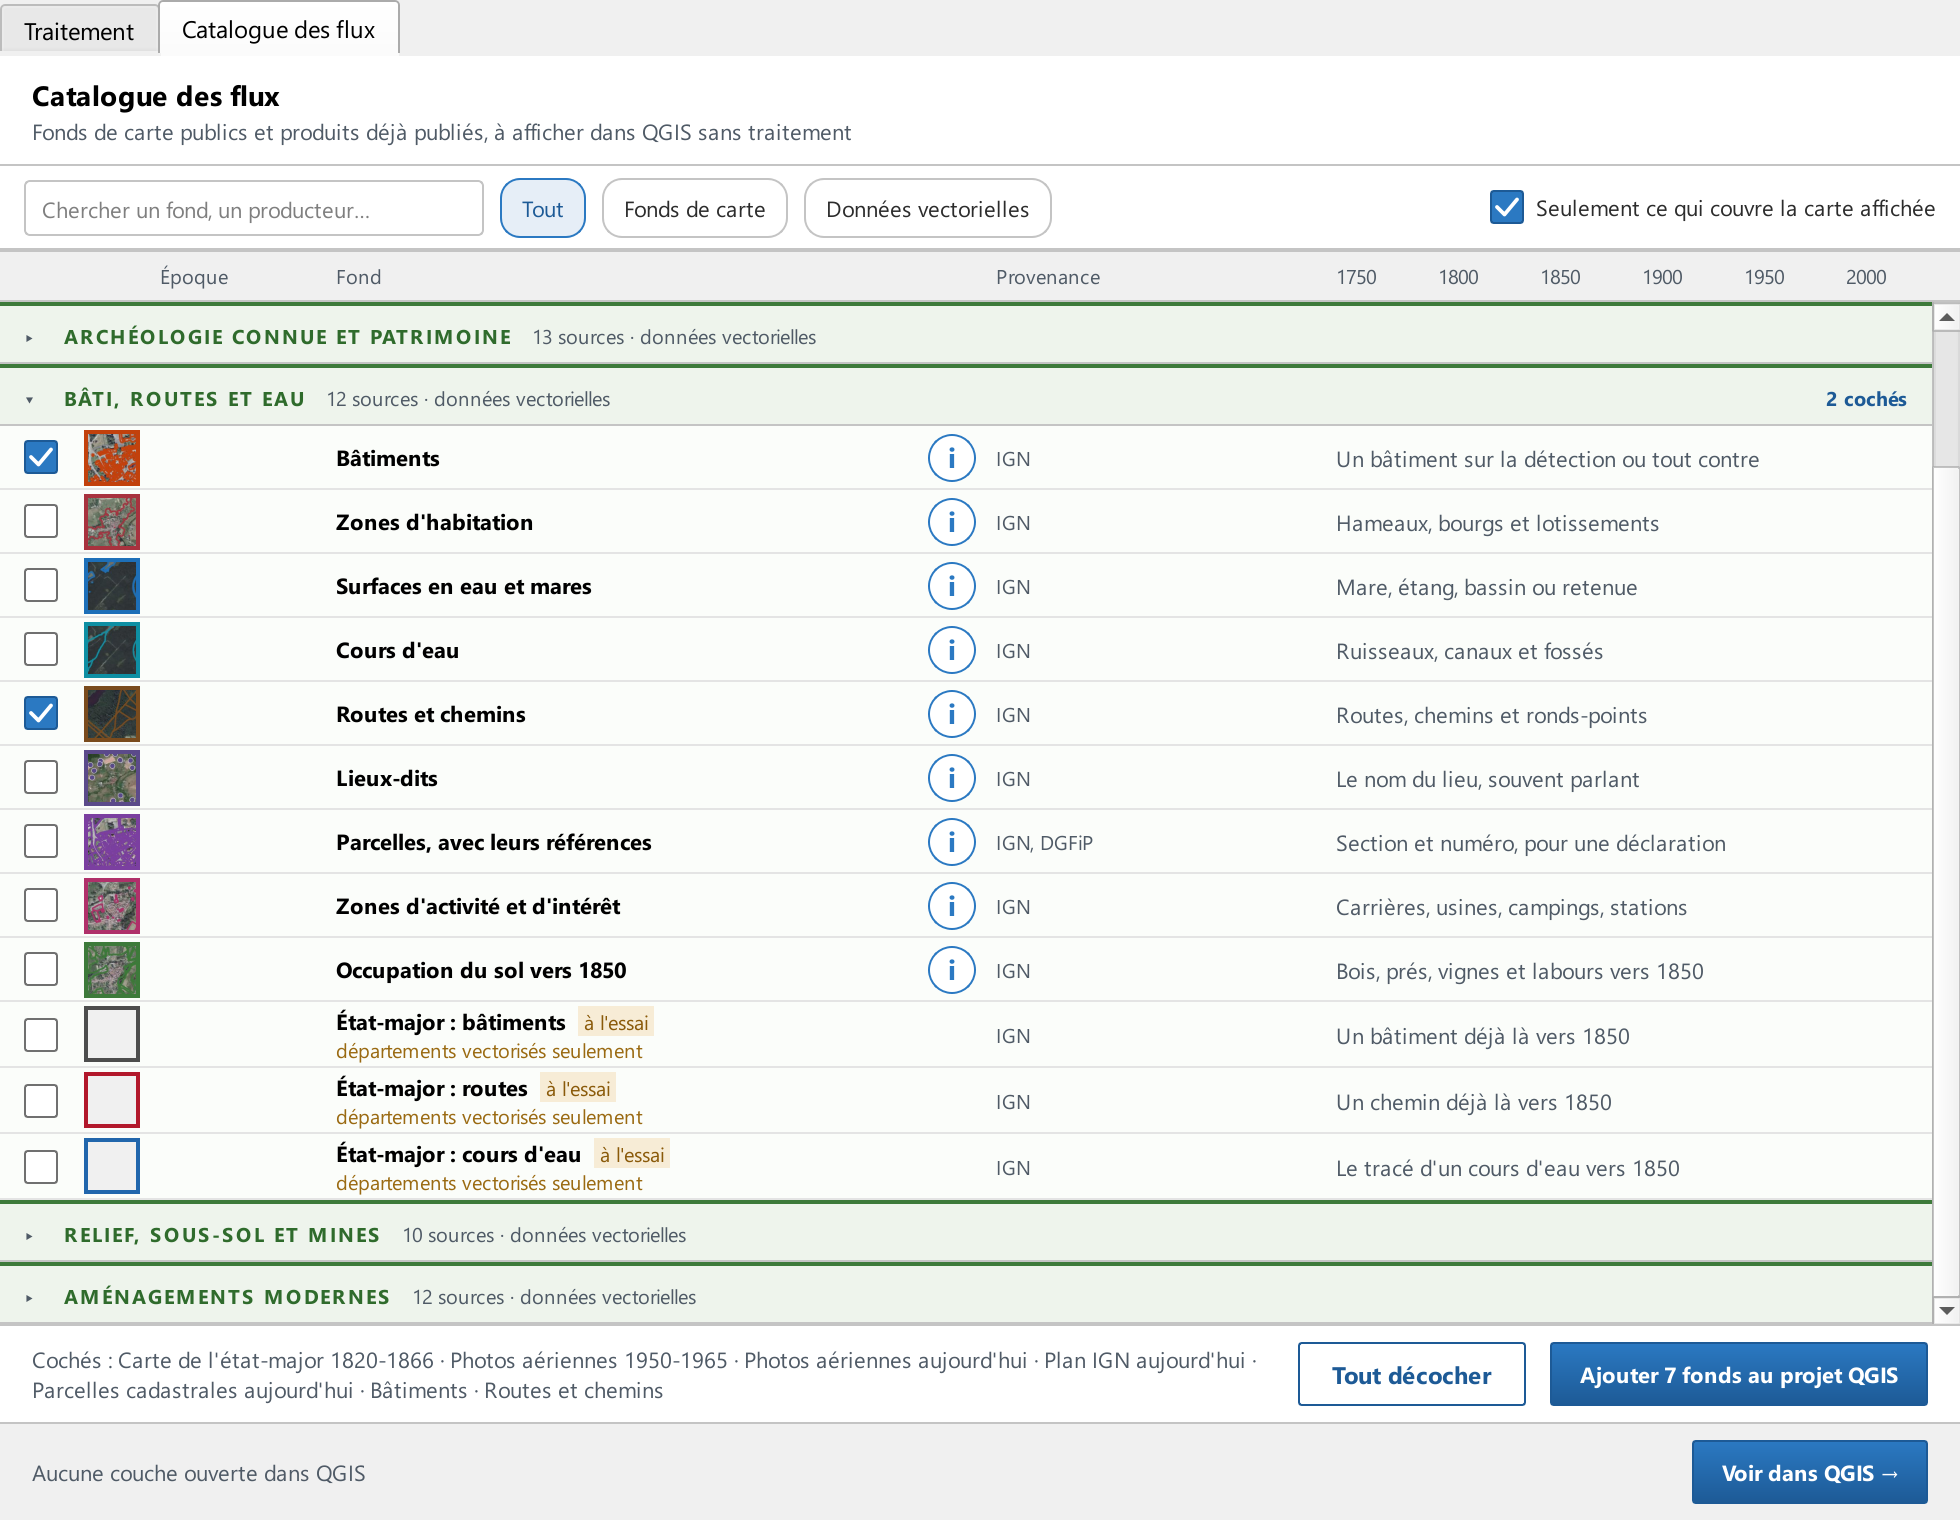 Traitement
Catalogue des flux
Catalogue des flux
Fonds de carte publics et produits déjà publiés, à afficher dans QGIS sans traitement
Chercher un fond, un producteur...
Tout
Fonds de carte
Données vectorielles
Seulement ce qui couvre la carte affichée
Époque Fond Provenance 1750 1800 1850 1900 1950 2000
ARCHÉOLOGIE CONNUE ET PATRIMOINE 13 sources · données vectorielles
BÂTI, ROUTES ET EAU 12 sources · données vectorielles 2 cochés
Bâtiments i IGN Un bâtiment sur la détection ou tout contre
Zones d'habitation i IGN Hameaux, bourgs et lotissements
Surfaces en eau et mares i IGN Mare, étang, bassin ou retenue
Cours d'eau i IGN Ruisseaux, canaux et fossés
Routes et chemins i IGN Routes, chemins et ronds-points
Lieux-dits i IGN Le nom du lieu, souvent parlant
Parcelles, avec leurs références i IGN, DGFiP Section et numéro, pour une déclaration
Zones d'activité et d'intérêt i IGN Carrières, usines, campings, stations
Occupation du sol vers 1850 i IGN Bois, prés, vignes et labours vers 1850
État-major : bâtiments à l'essai
départements vectorisés seulement
IGN Un bâtiment déjà là vers 1850
État-major : routes à l'essai
départements vectorisés seulement
IGN Un chemin déjà là vers 1850
État-major : cours d'eau à l'essai
départements vectorisés seulement
IGN Le tracé d'un cours d'eau vers 1850
RELIEF, SOUS-SOL ET MINES 10 sources · données vectorielles
AMÉNAGEMENTS MODERNES 12 sources · données vectorielles
Cochés : Carte de l'état-major 1820-1866 · Photos aériennes 1950-1965 · Photos aériennes aujourd'hui · Plan IGN aujourd'hui ·
Parcelles cadastrales aujourd'hui · Bâtiments · Routes et chemins
Tout décocher
Ajouter 7 fonds au projet QGIS
Aucune couche ouverte dans QGIS
Voir dans QGIS →